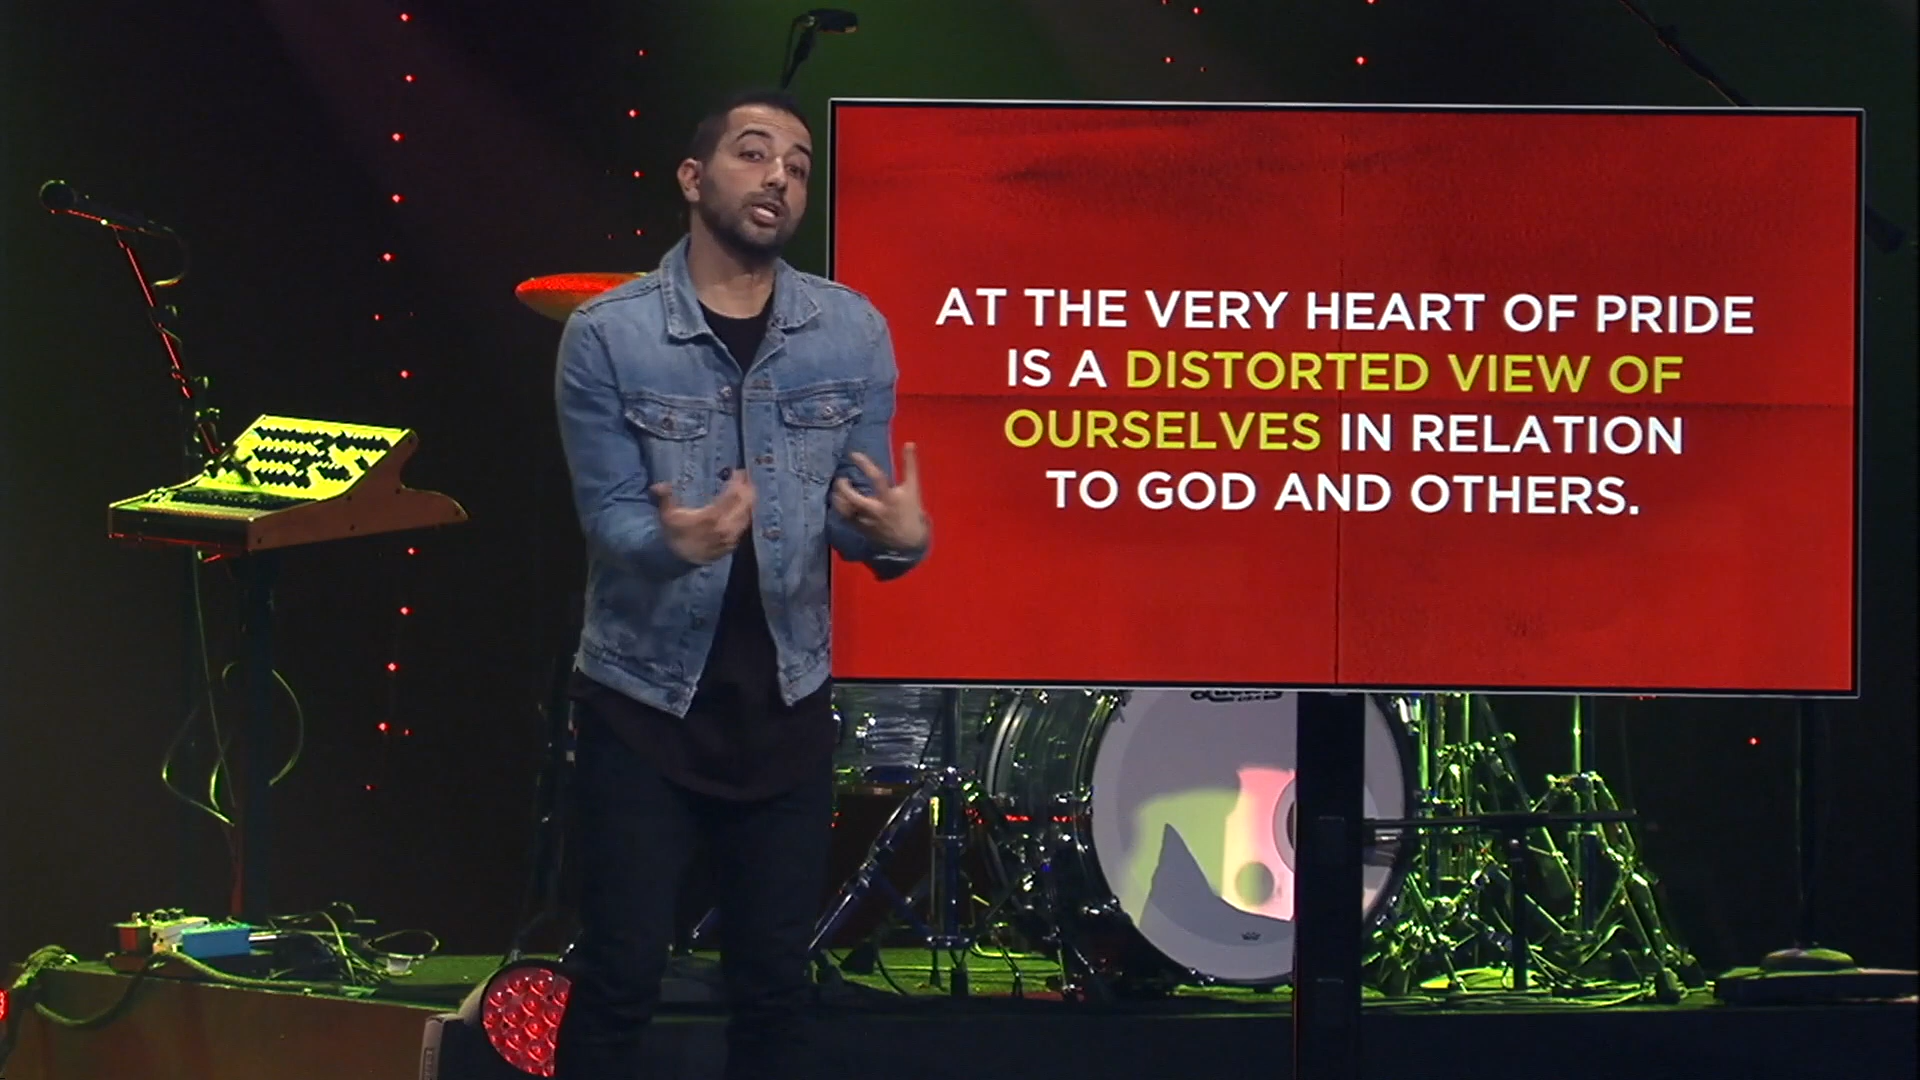 AT THE VERY HEART OF PRIDE
IS A DISTORTED VIEW OF
OURSELVES IN RELATION
TO GOD AND OTHERS.